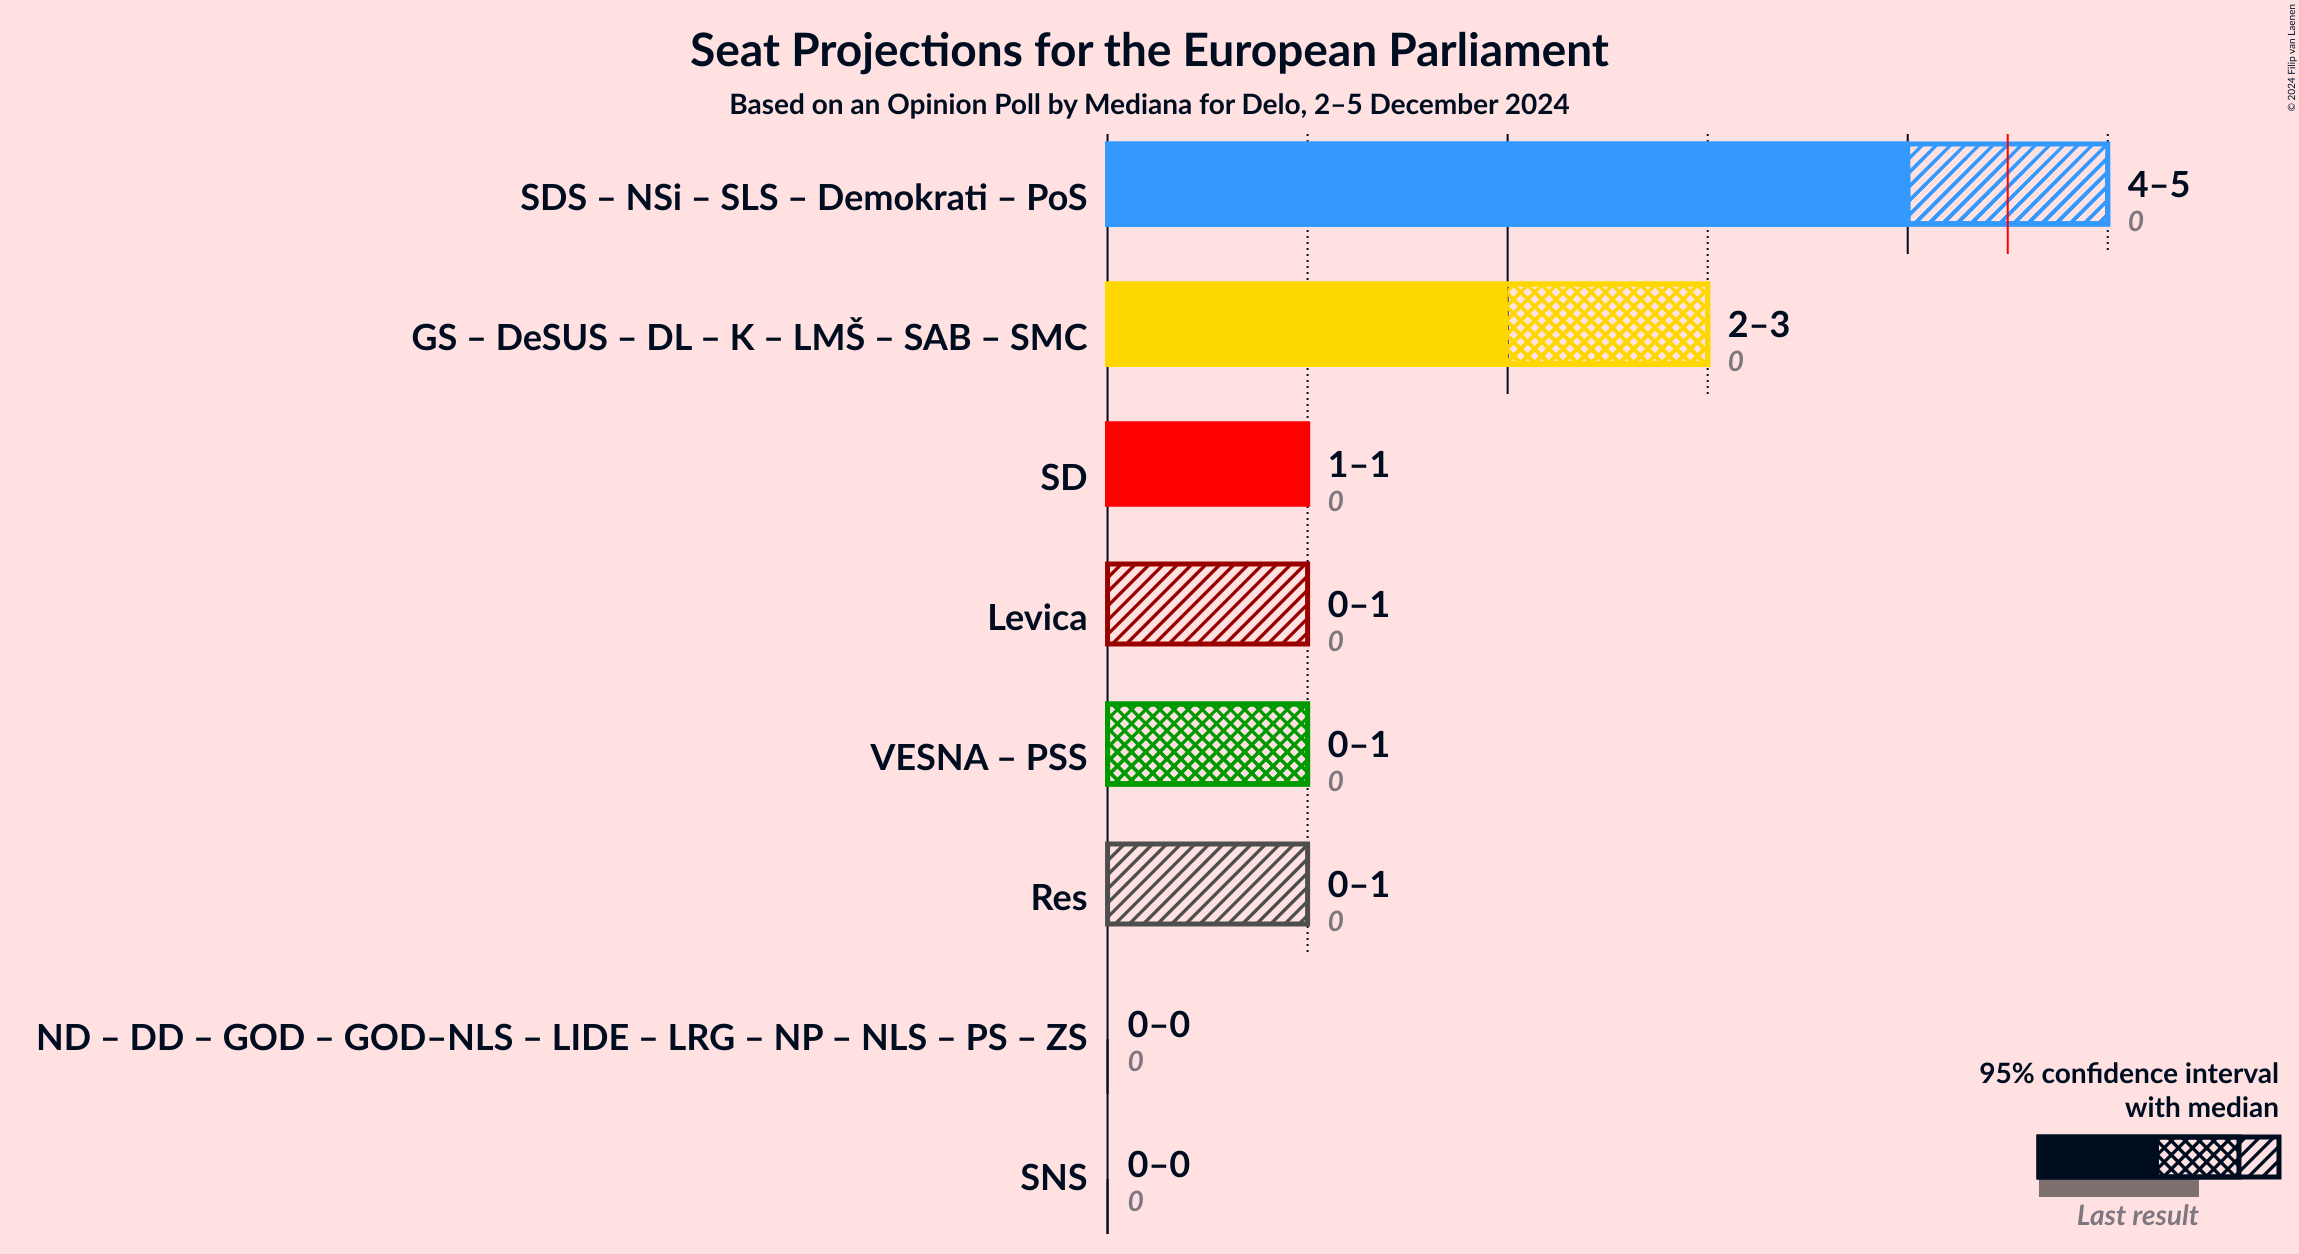 Seat Projections for the European Parliament
Based on an Opinion Poll by Mediana for Delo, 2–5 December 2024
© 2024 Filip van Laenen
SDS – NSi – SLS – Demokrati – PoS
4–5
0
GS – DeSUS – DL – K – LMŠ – SAB – SMC
2–3
0
SD
1–1
0
Levica
0–1
0
VESNA – PSS
0–1
0
Res
0–1
0
ND – DD – GOD – GOD–NLS – LIDE – LRG – NP – NLS – PS – ZS
0–0
0
SNS
0–0
0
95% confidence interval
with median
Last result